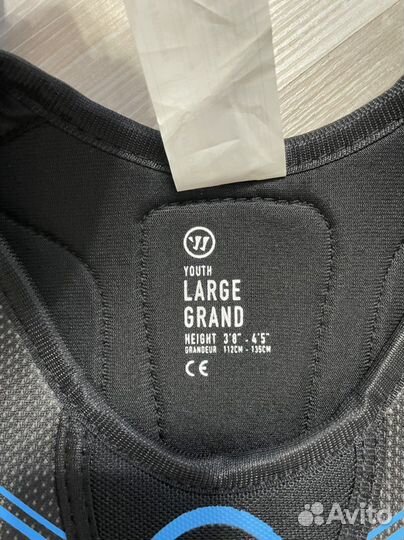 YOUTH
LARGE
GRAND
HEIGHT 3'8" - 4'5"
GRANDEUR 112CM - 135CM
CE
Avito